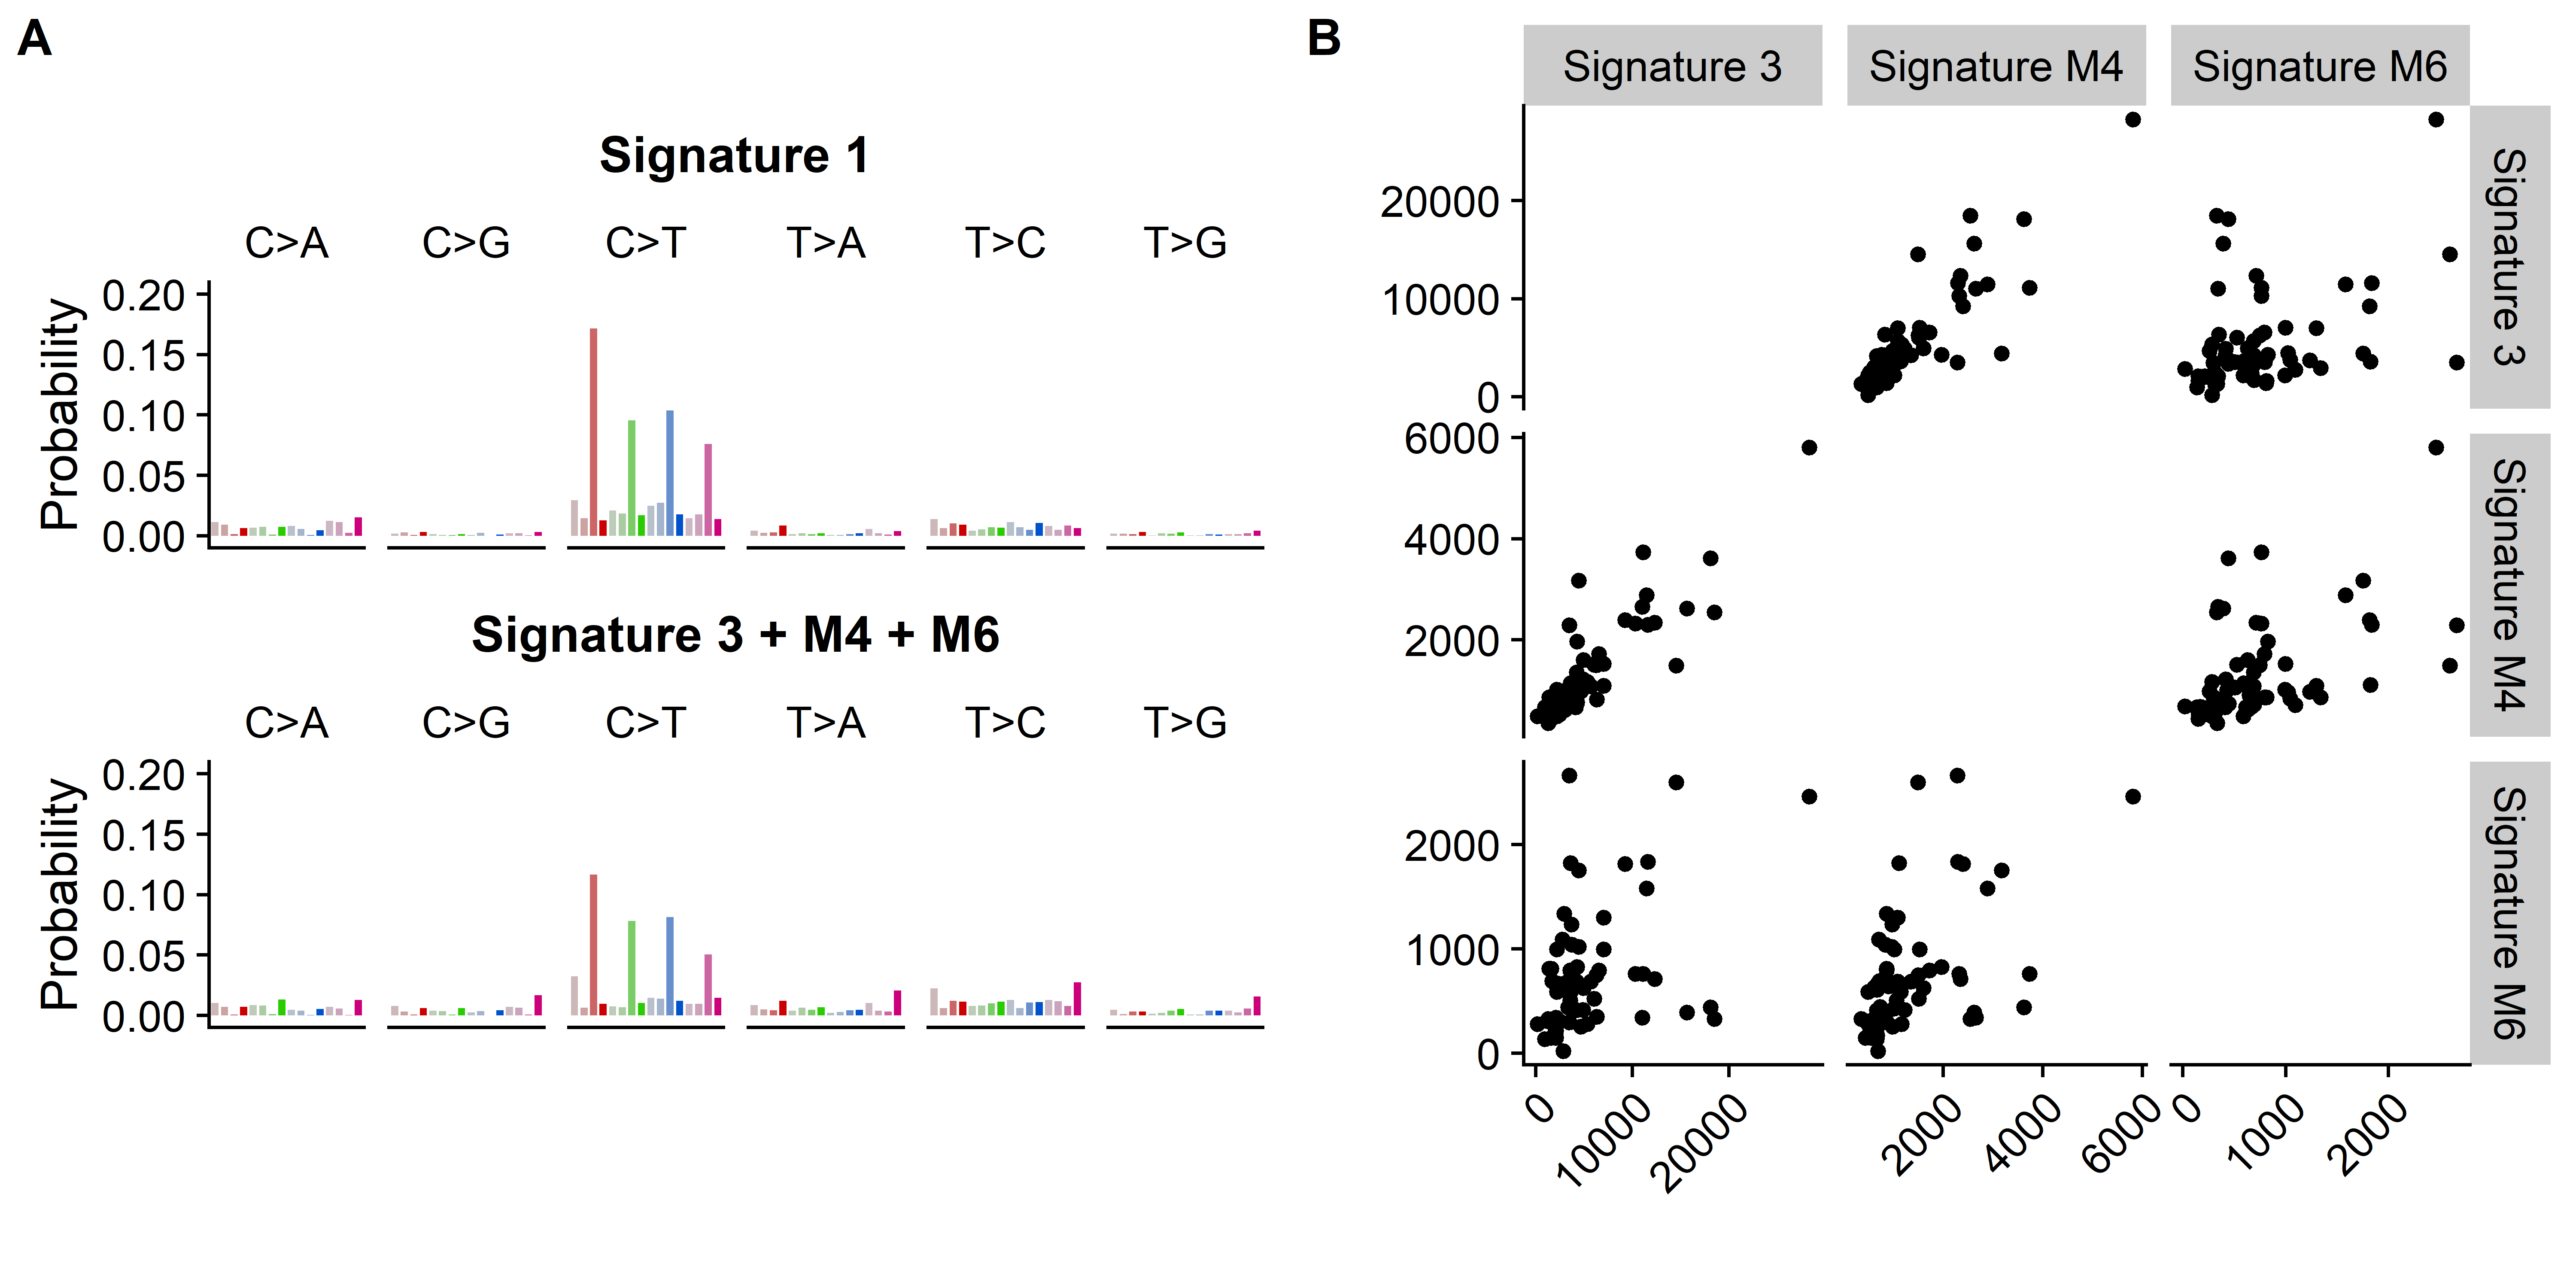 A
Signature 1
C>A C>G C>T T>A T>C T>G
Probability
0.20
0.15
0.10
0.05
0.00
Signature 3 + M4 + M6
C>A C>G C>T T>A T>C T>G
Probability
0.20
0.15
0.10
0.05
0.00
B
Signature 3 Signature M4 Signature M6
20000
10000
0
Signature 3
6000
4000
2000
Signature M4
2000
1000
0
Signature M6
0 10000 20000 2000 4000 6000 0 1000 2000